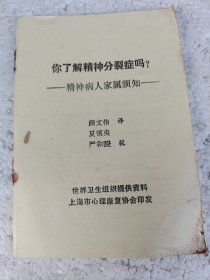 你了解精神分裂症吗？
——精神病人家属须知——
颜文伟 译
夏镇夷
严和骎 校
世界卫生组织提供资料
上海市心理康复协会印发